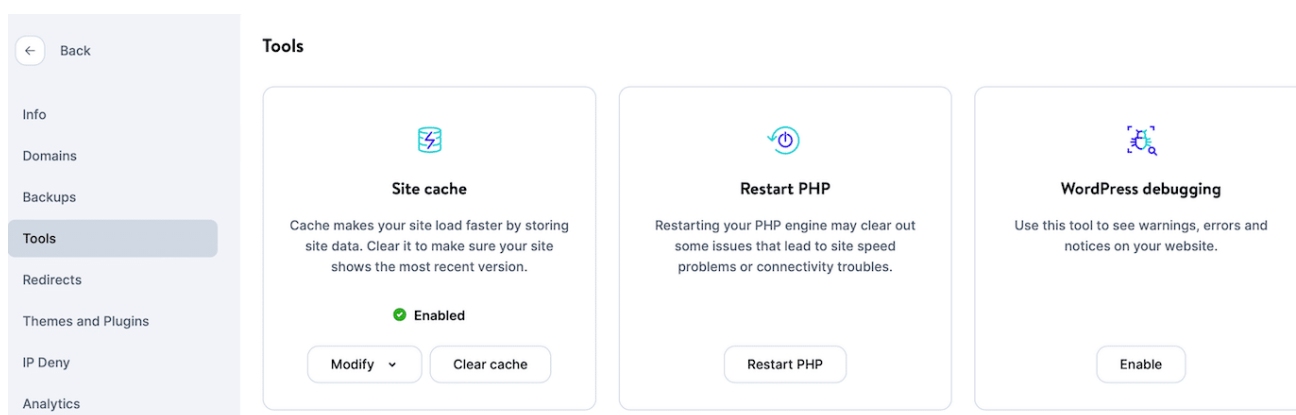 Back
Info
Domains
Backups
Tools
Redirects
Themes and Plugins
IP Deny
Analytics
Tools
Site cache
Cache makes your site load faster by storing
site data. Clear it to make sure your site
shows the most recent version.
Enabled
Modify
Clear cache
Restart PHP
Restarting your PHP engine may clear out
some issues that lead to site speed
problems or connectivity troubles.
Restart PHP
WordPress debugging
Use this tool to see warnings, errors and
notices on your website.
Enable